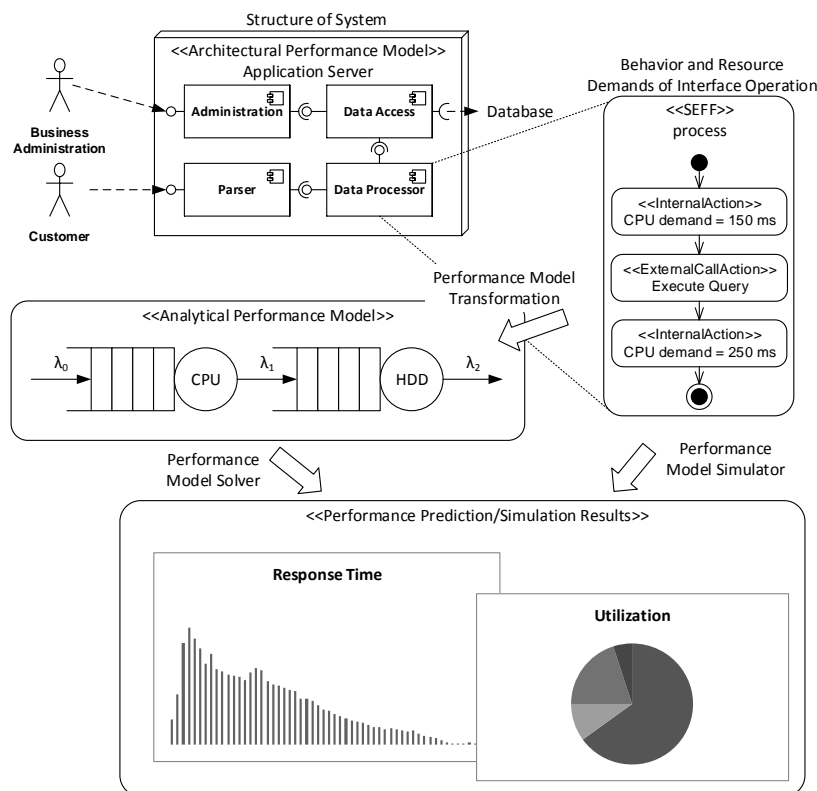 Structure of System
<<Architectural Performance Model>>
Application Server
Business
Administration
Customer
Administration
Data Access
Database
Parser
Data Processor
Behavior and Resource
Demands of Interface Operation
<<SEFF>>
process
<<InternalAction>>
CPU demand = 150 ms
<<ExternalCallAction>>
Execute Query
<<InternalAction>>
CPU demand = 250 ms
Performance Model
Transformation
<<Analytical Performance Model>>
λ0
CPU
λ1
HDD
λ2
Performance
Model Solver
Performance
Model Simulator
<<Performance Prediction/Simulation Results>>
Response Time
Utilization